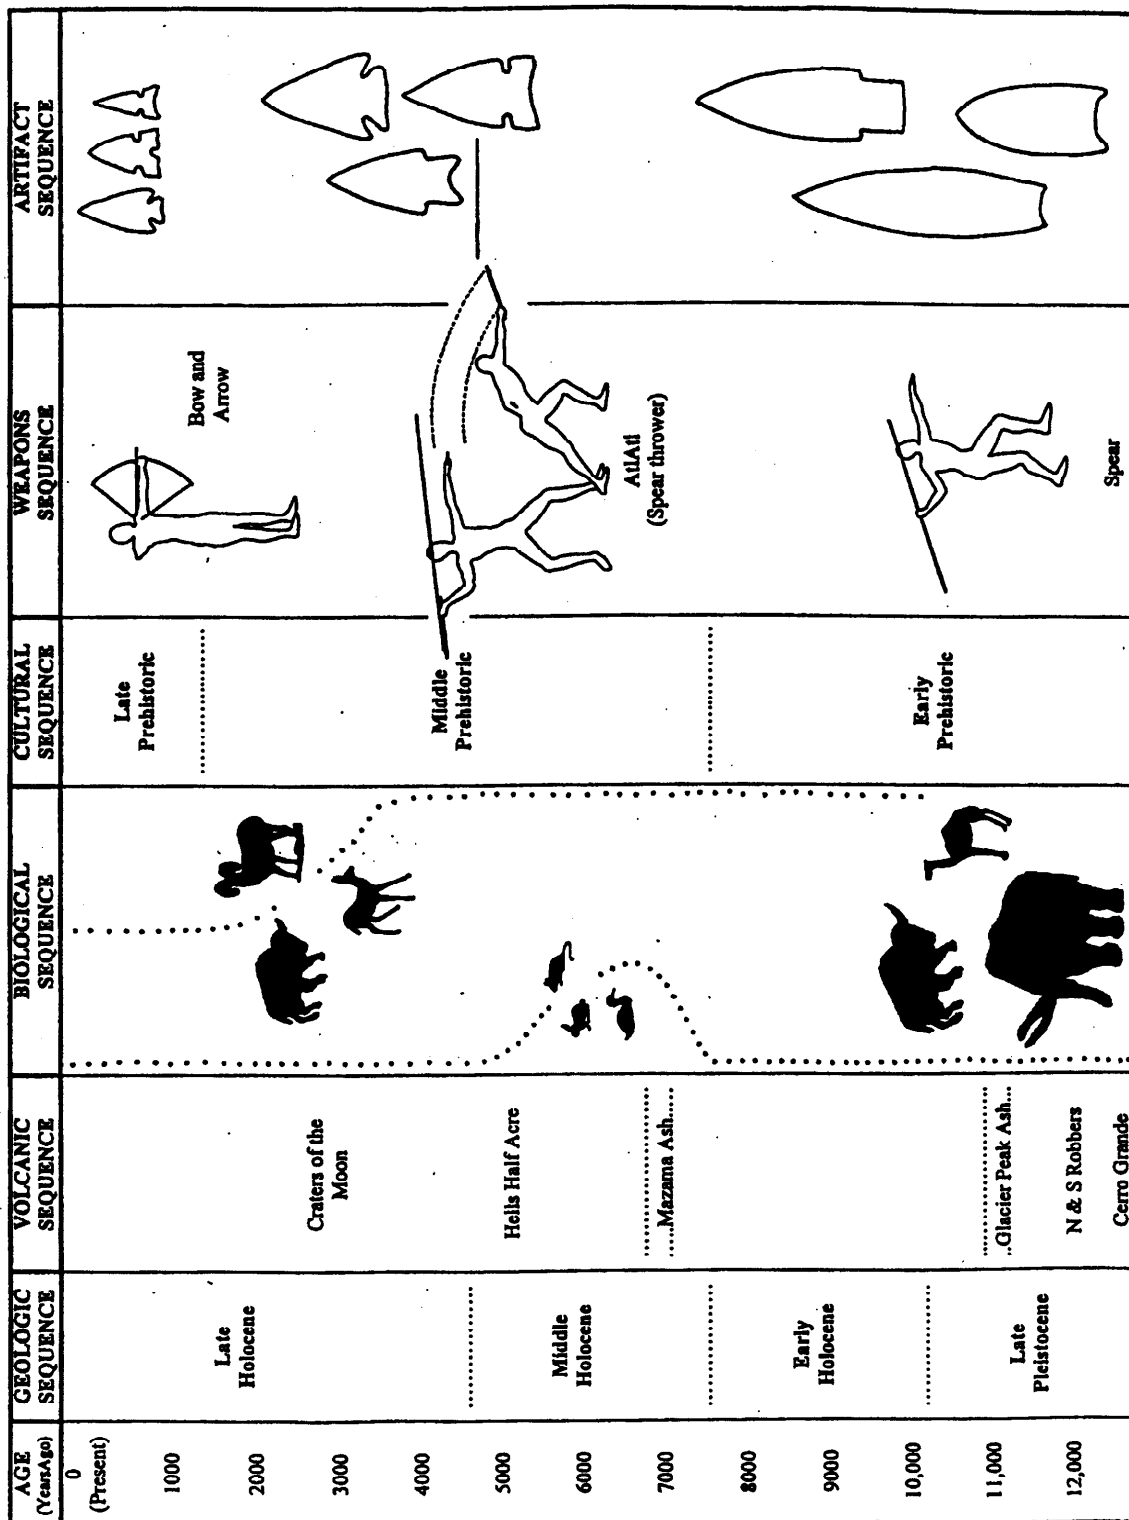 AGE
(YearsAgo)
GEOLOGIC
SEQUENCE
VOLCANIC
SEQUENCE
BIOLOGICAL
SEQUENCE
CULTURAL
SEQUENCE
WEAPONS
SEQUENCE
ARTIFACT
SEQUENCE
0
(Present)
1000
2000
3000
4000
5000
6000
7000
8000
9000
10,000
11,000
12,000
Late
Holocene
Middle
Holocene
Early
Holocene
Late
Pleistocene
Craters of the
Moon
Hells Half Acre
Mazama Ash
Glacier Peak Ash
N & S Robbers
Cerro Grande
Late
Prehistoric
Middle
Prehistoric
Early
Prehistoric
Bow and
Arrow
AtlAtl
(Spear thrower)
Spear